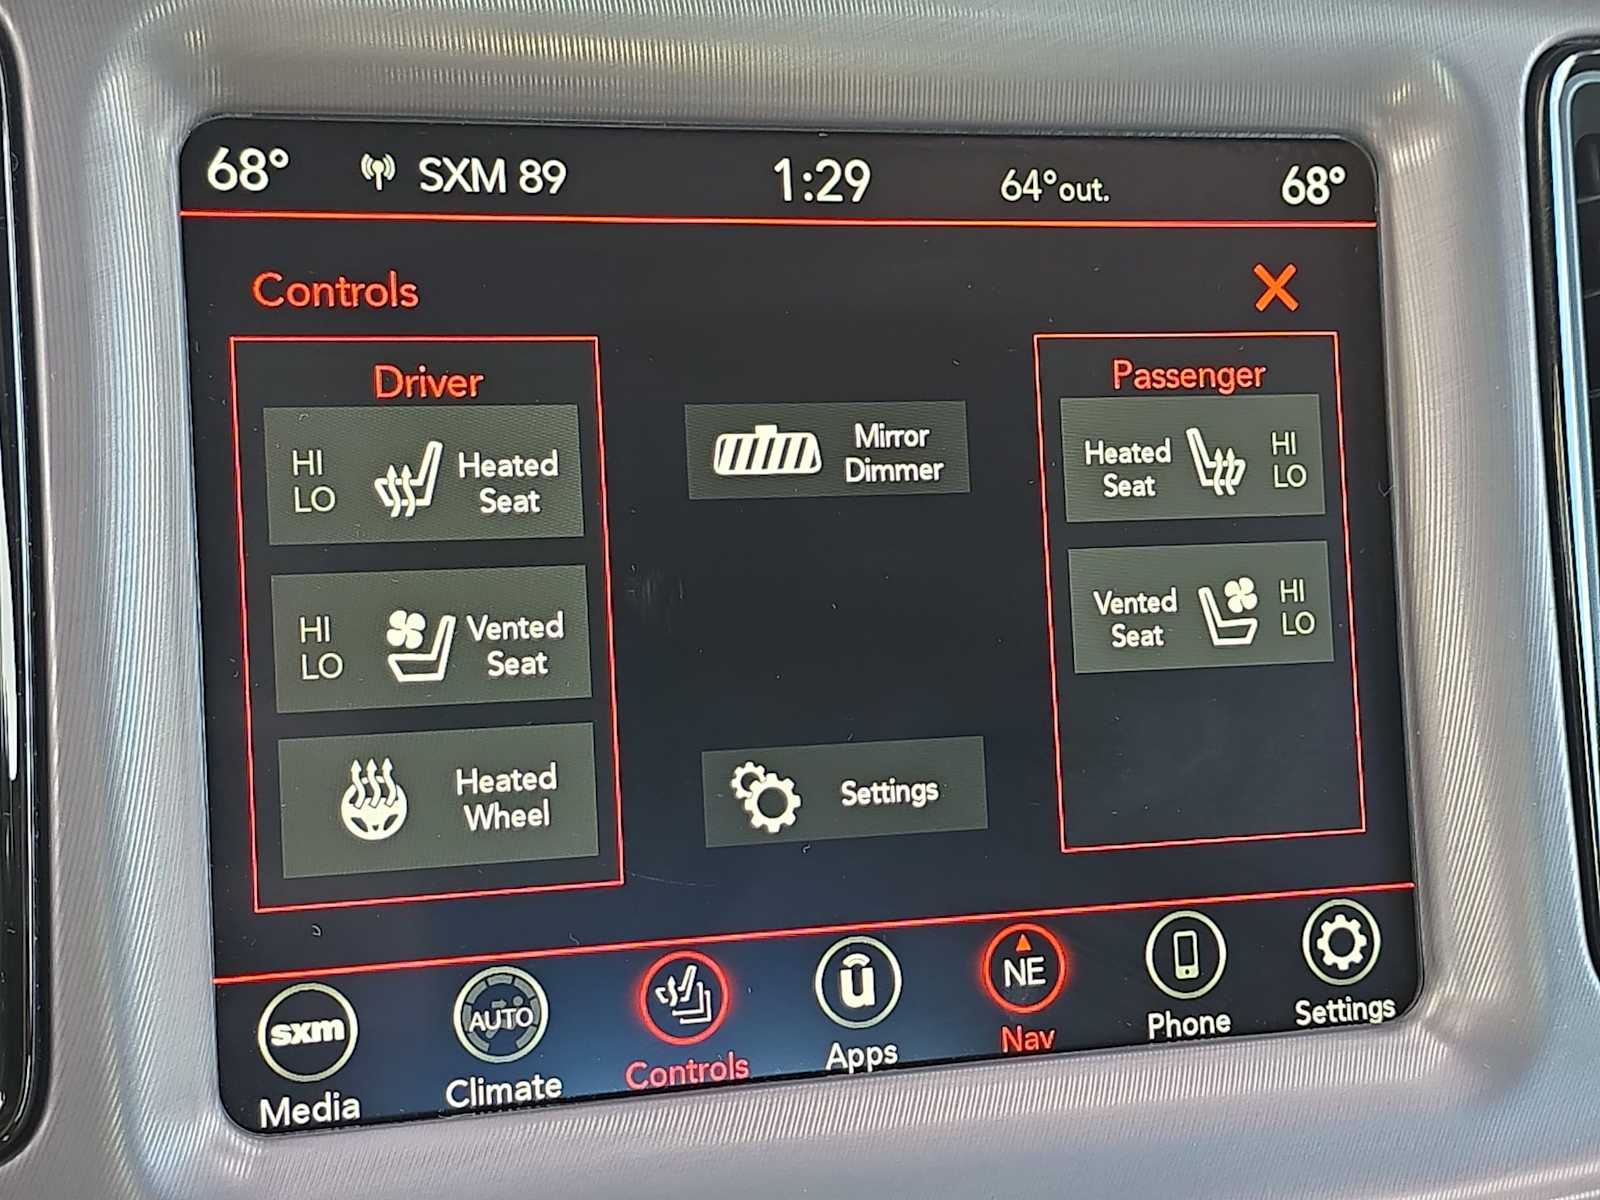 68° SXM 89 1:29 64°out. 68°
Controls
Driver
HI
LO
Heated
Seat
HI
LO
Vented
Seat
Heated
Wheel
Mirror
Dimmer
Settings
Passenger
Heated
Seat
HI
LO
Vented
Seat
HI
LO
sxm
Media
AUTO
Climate
Controls
u
Apps
NE
Nav
Phone
Settings